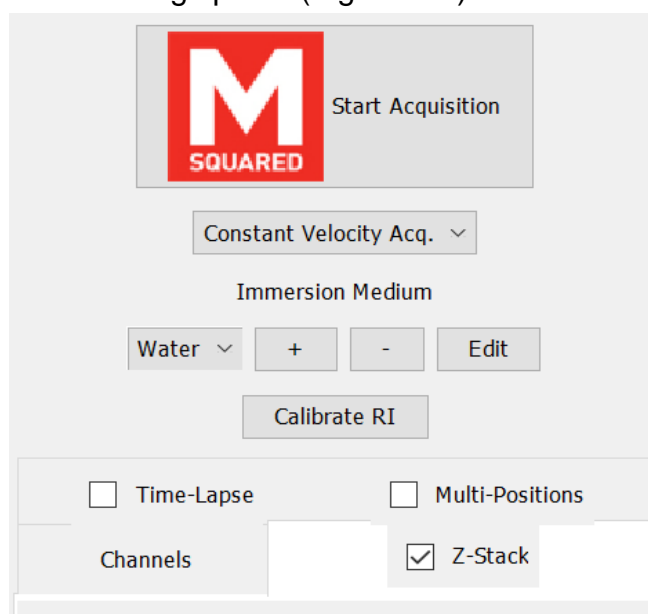 M
SQUARED
Start Acquisition
Constant Velocity Acq.
Immersion Medium
Water + - Edit
Calibrate RI
Time-Lapse Multi-Positions
Channels Z-Stack